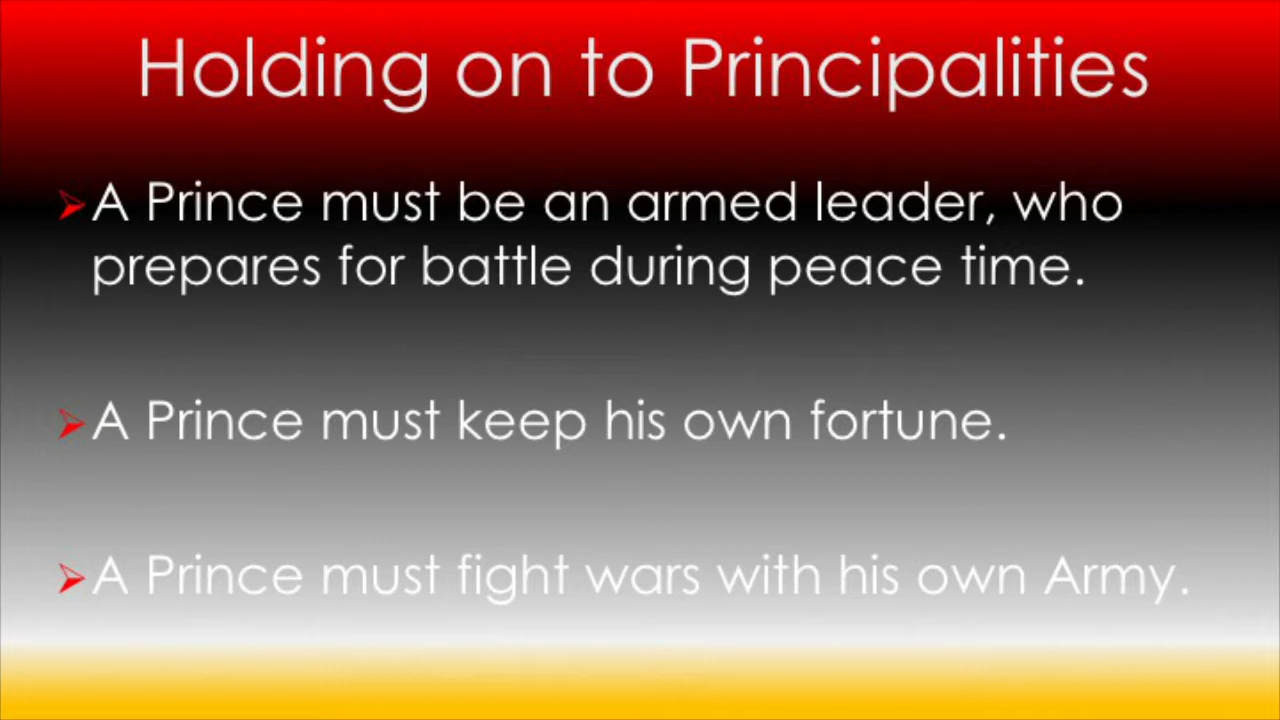 Holding on to Principalities
A Prince must be an armed leader, who
prepares for battle during peace time.
A Prince must keep his own fortune.
A Prince must fight wars with his own Army.